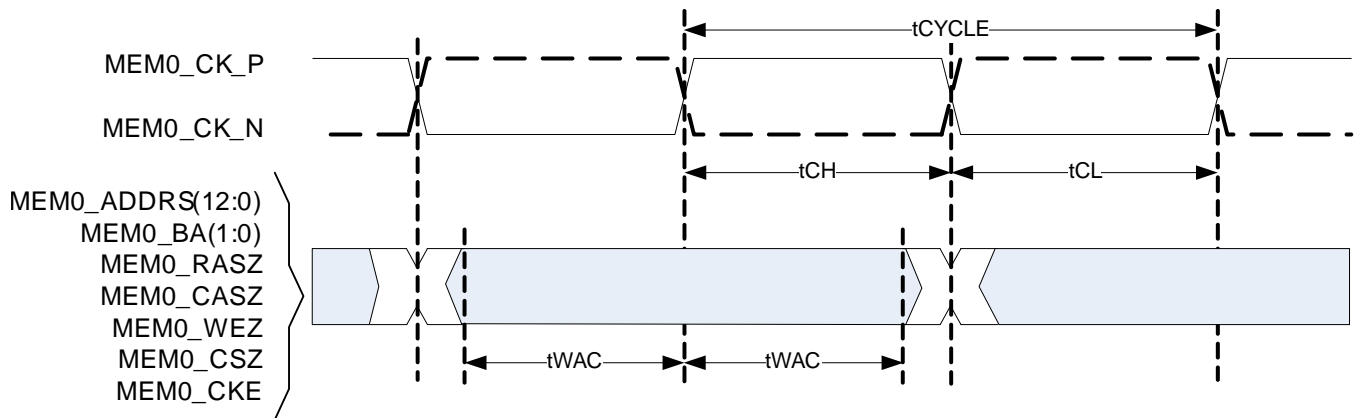 tCYCLE
MEM0_CK_P
MEM0_CK_N
tCH
tCL
MEM0_ADDRS(12:0)
MEM0_BA(1:0)
MEM0_RASZ
MEM0_CASZ
MEM0_WEZ
MEM0_CSZ
MEM0_CKE
tWAC
tWAC